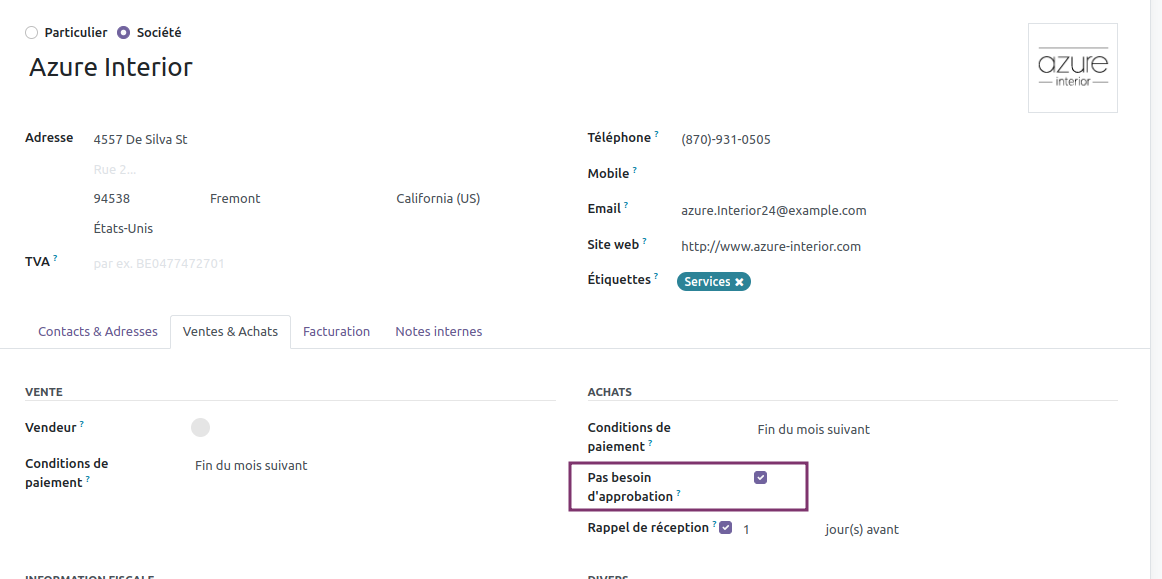 Particulier Société
Azure Interior
azure
interior
Adresse 4557 De Silva St
Rue 2...
94538 Fremont California (US)
États-Unis
TVA ? par ex. BE0477472701
Téléphone ? (870)-931-0505
Mobile ?
Email ? azure.Interior24@example.com
Site web ? http://www.azure-interior.com
Étiquettes ? Services
Contacts & Adresses Ventes & Achats Facturation Notes internes
VENTE
Vendeur ?
Conditions de
paiement ? Fin du mois suivant
ACHATS
Conditions de
paiement ? Fin du mois suivant
Pas besoin
d'approbation ?
Rappel de réception ? 1 jour(s) avant
INFORMATION FISCALE
DIVERS